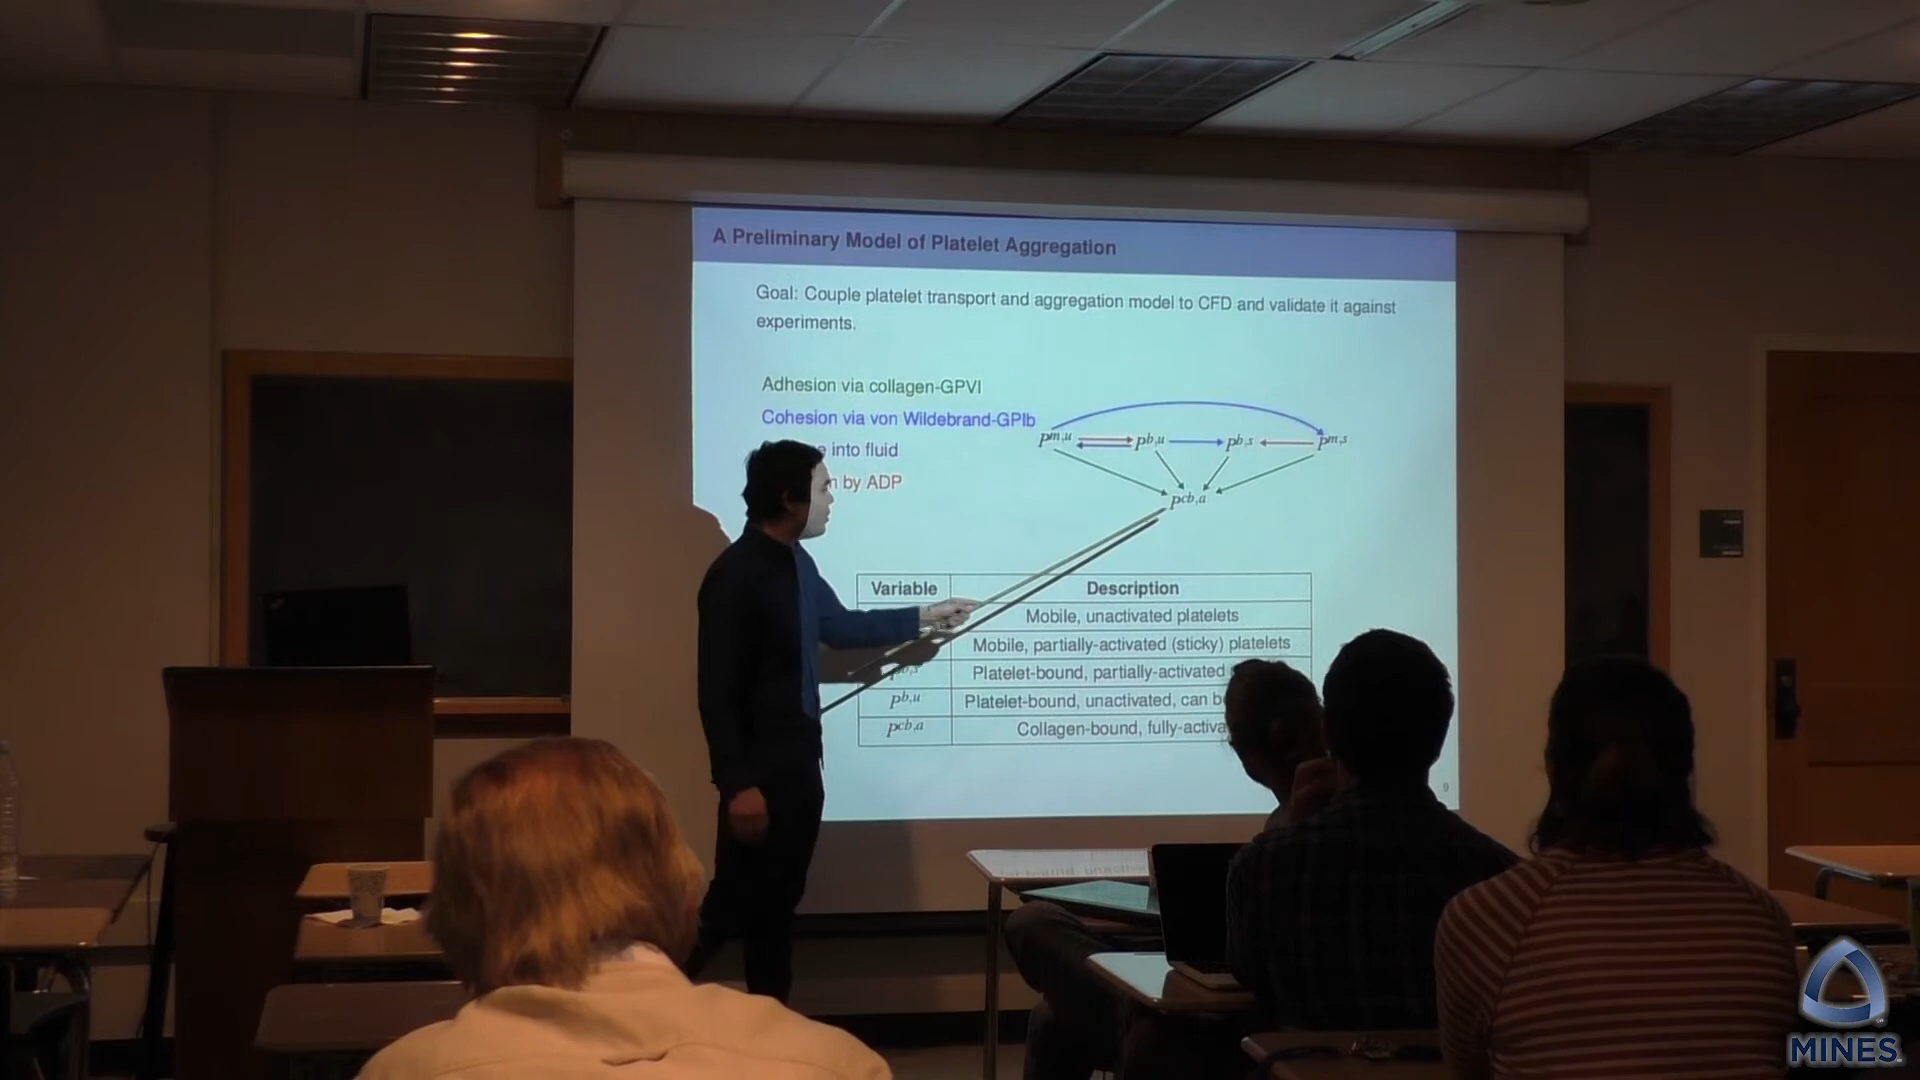 A Preliminary Model of Platelet Aggregation
Goal: Couple platelet transport and aggregation model to CFD and validate it against
experiments.
Adhesion via collagen-GPVI
Cohesion via von Wildebrand-GPIb
into fluid
by ADP
pm,u pb,u pb,s pm,s
pcb,a
Variable Description
Mobile, unactivated platelets
Mobile, partially-activated (sticky) platelets
pb,s Platelet-bound, partially-activated
pb,u Platelet-bound, unactivated, can
pcb,a Collagen-bound,
9
MINES